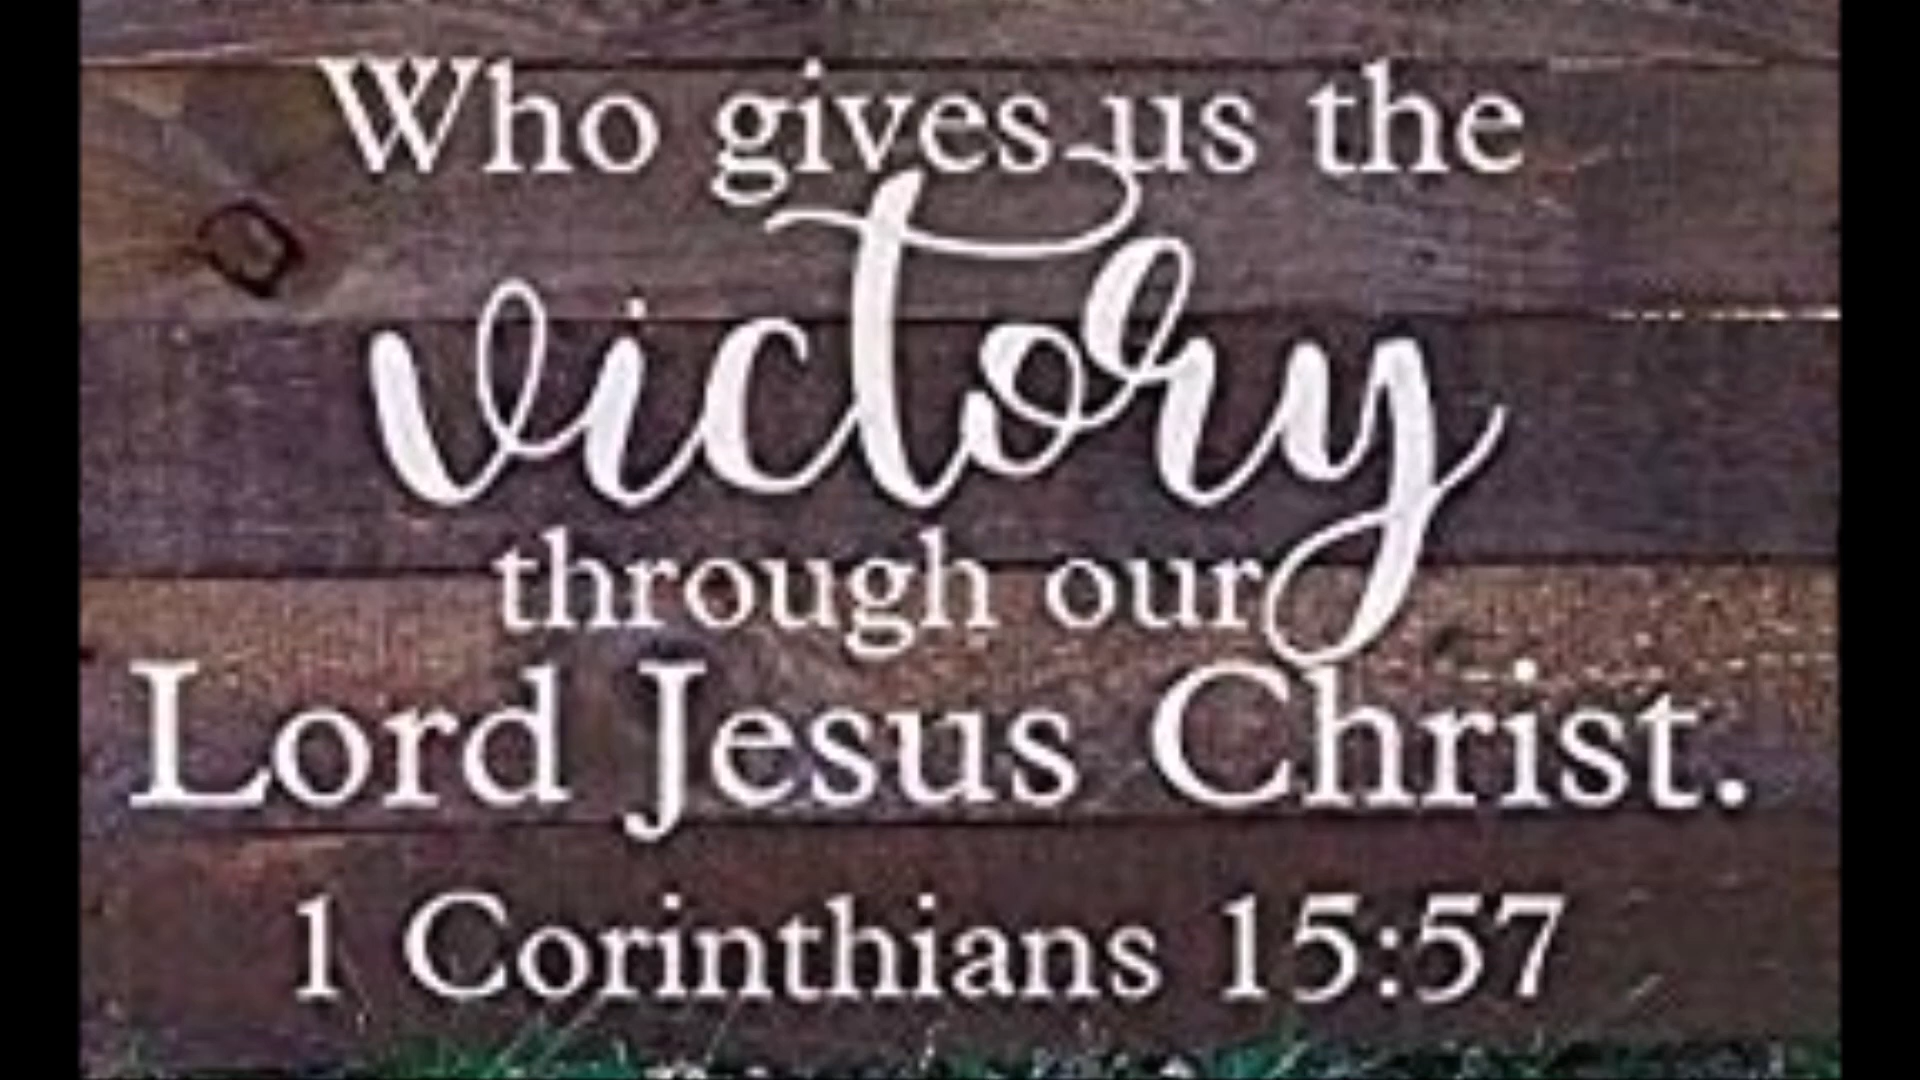 Who gives us the
victory
through our
Lord Jesus Christ.
1 Corinthians 15:57